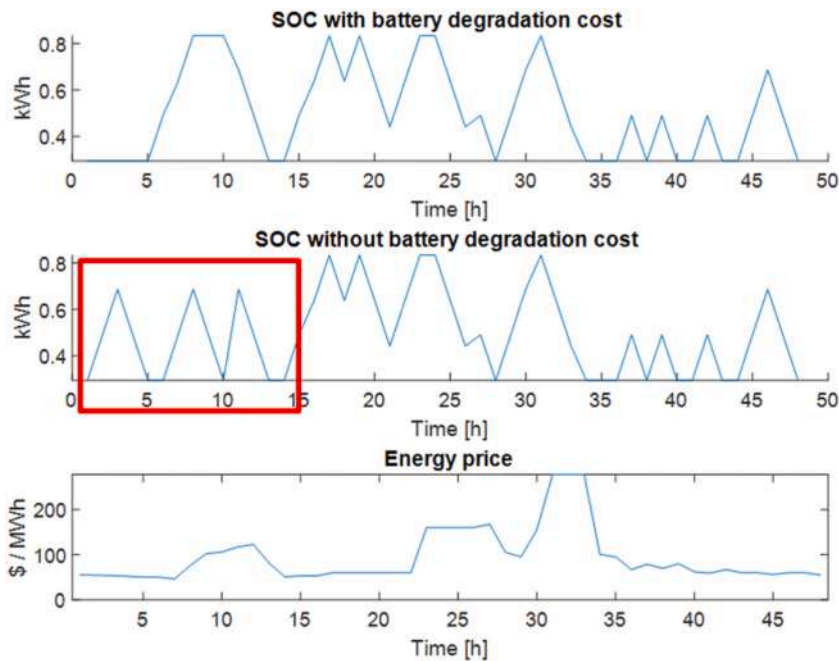 SOC with battery degradation cost
0.8
0.6
0.4
kWh
0 5 10 15 20 25 30 35 40 45 50
Time [h]
SOC without battery degradation cost
0.8
0.6
0.4
kWh
0 5 10 15 20 25 30 35 40 45 50
Time [h]
Energy price
200
100
0
$ / MWh
5 10 15 20 25 30 35 40 45
Time [h]